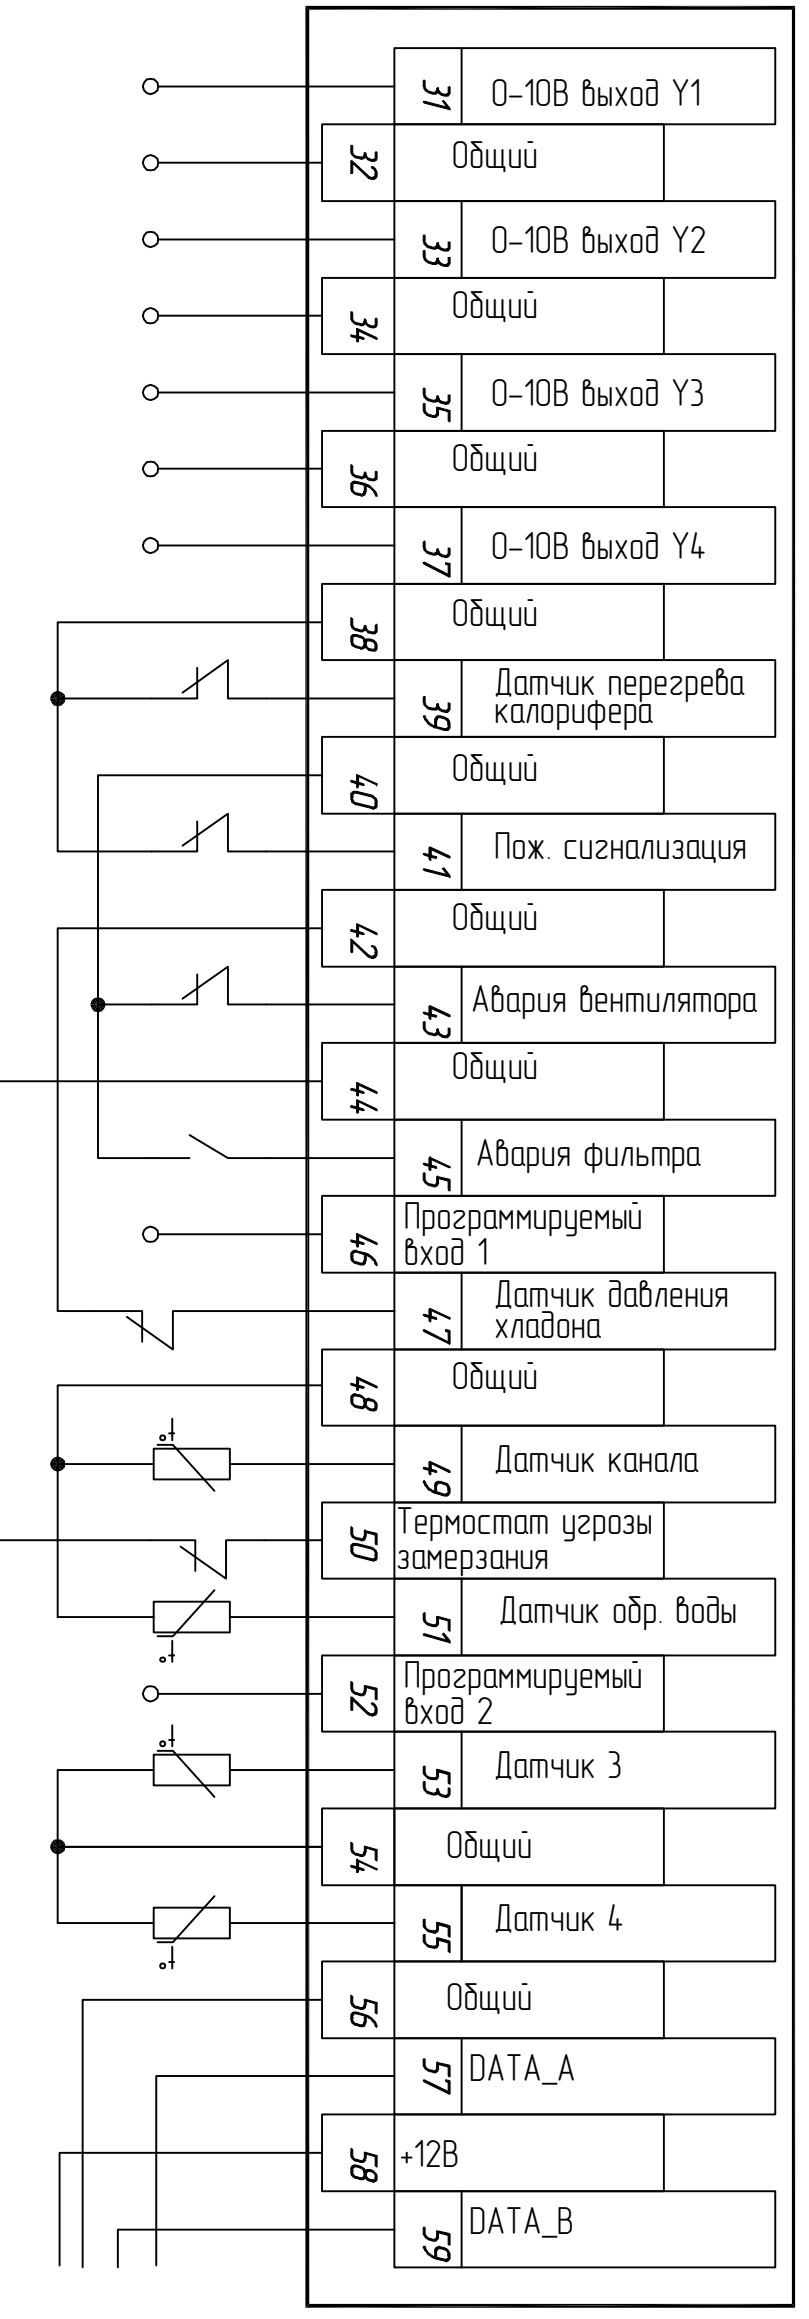 31 0-10В выход Y1
32 Общий
33 0-10В выход Y2
34 Общий
35 0-10В выход Y3
36 Общий
37 0-10В выход Y4
38 Общий
39 Датчик перегрева
калорифера
40 Общий
41 Пож. сигнализация
42 Общий
43 Авария вентилятора
44 Общий
45 Авария фильтра
46 Программируемый
вход 1
47 Датчик давления
хладона
48 Общий
t°
49 Датчик канала
50 Термостат угрозы
замерзания
51 Датчик обр. воды
t°
52 Программируемый
вход 2
t°
53 Датчик 3
54 Общий
55 Датчик 4
t°
56 Общий
57 DATA_A
58 +12В
59 DATA_B